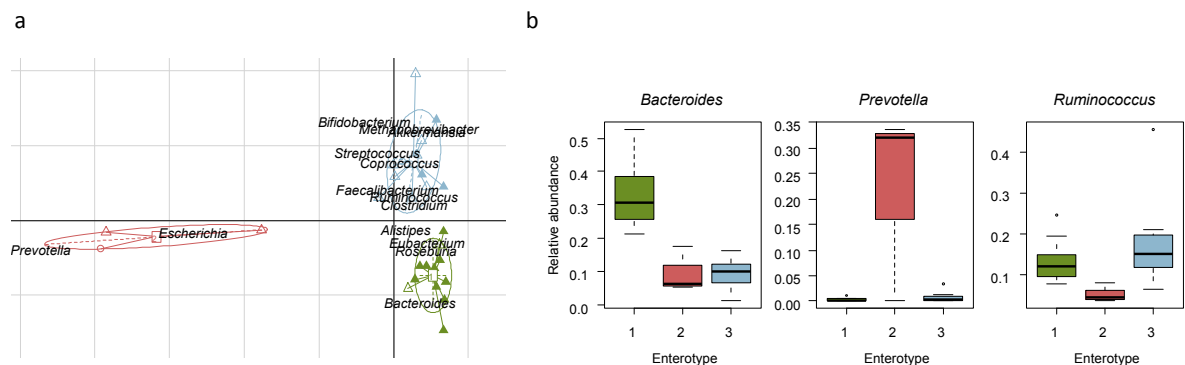 a
Bifidobacterium
Methanobrevibacter
Akkermansia
Streptococcus
Coprococcus
Faecalibacterium
Ruminococcus
Clostridium
Prevotella
Escherichia
Alistipes
Eubacterium
Roseburia
Bacteroides
b
Bacteroides
Prevotella
Ruminococcus
Relative abundance
0.5
0.4
0.3
0.2
0.1
0.0
1 2 3
Enterotype
0.35
0.30
0.25
0.20
0.15
0.10
0.05
0.00
1 2 3
Enterotype
0.4
0.3
0.2
0.1
1 2 3
Enterotype